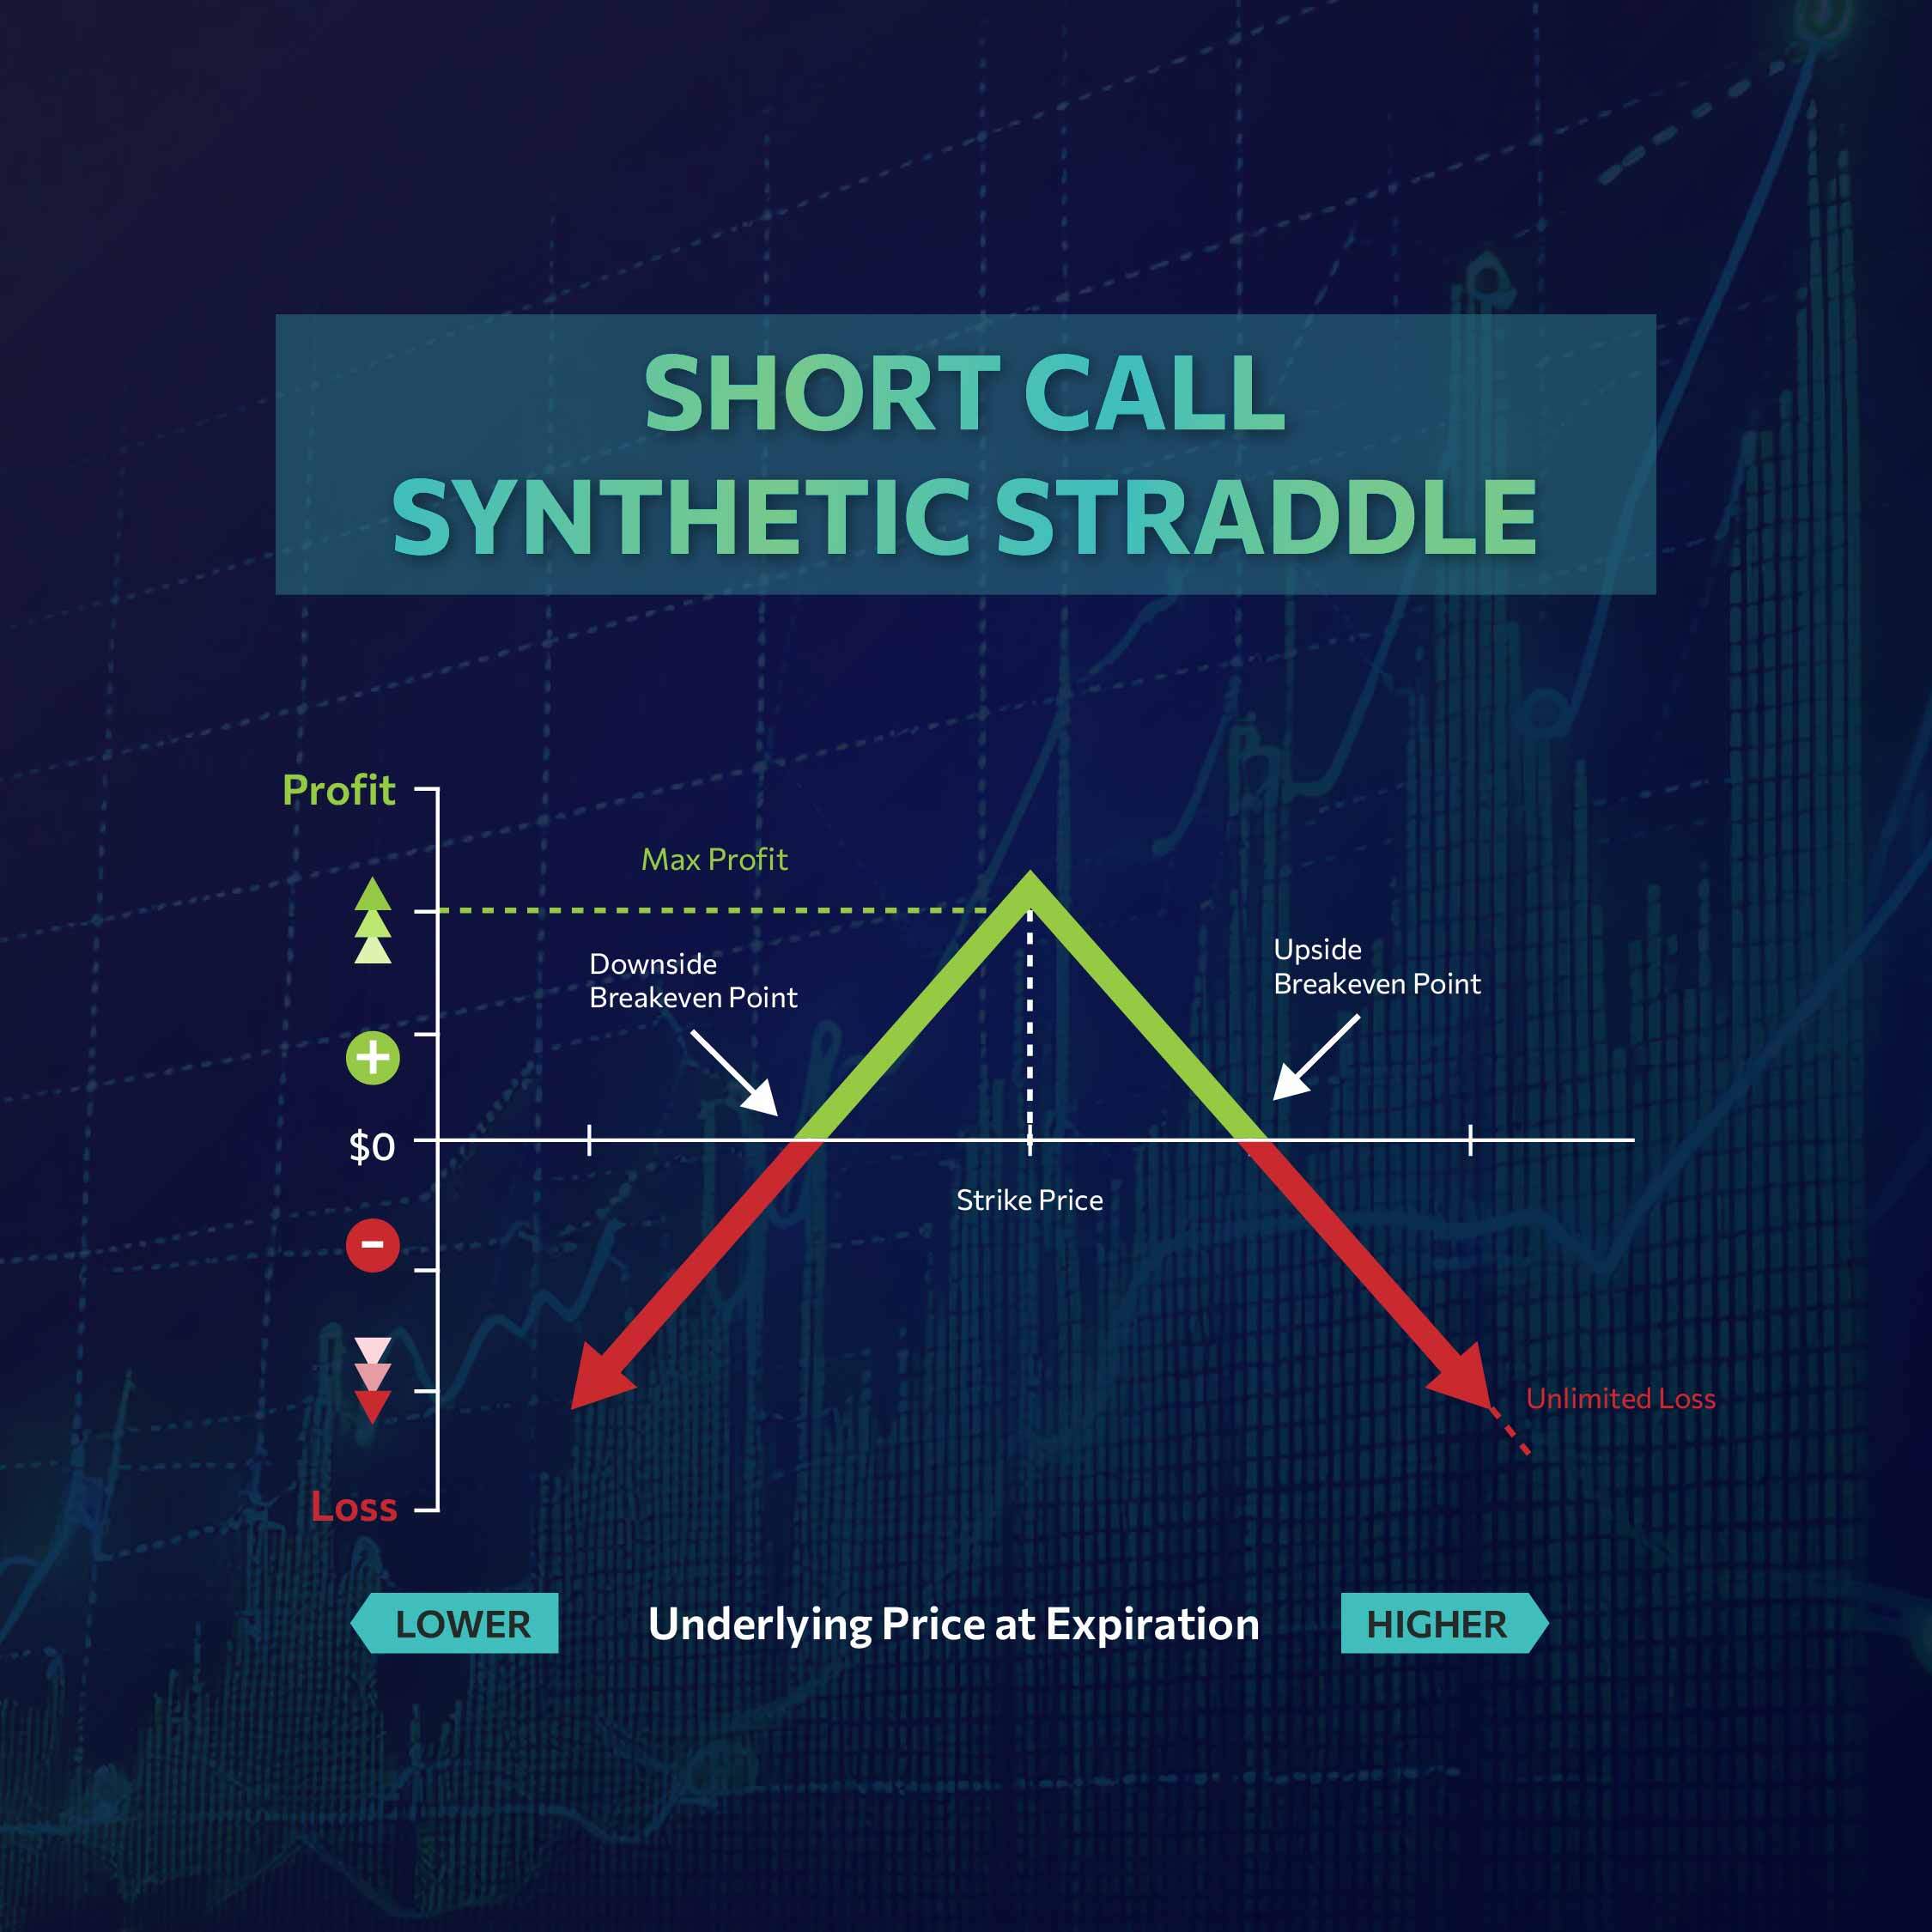 SHORT CALL
SYNTHETIC STRADDLE
Profit
Max Profit
Downside
Breakeven Point
Upside
Breakeven Point
+
$0
Strike Price
-
Unlimited Loss
Loss
LOWER
Underlying Price at Expiration
HIGHER